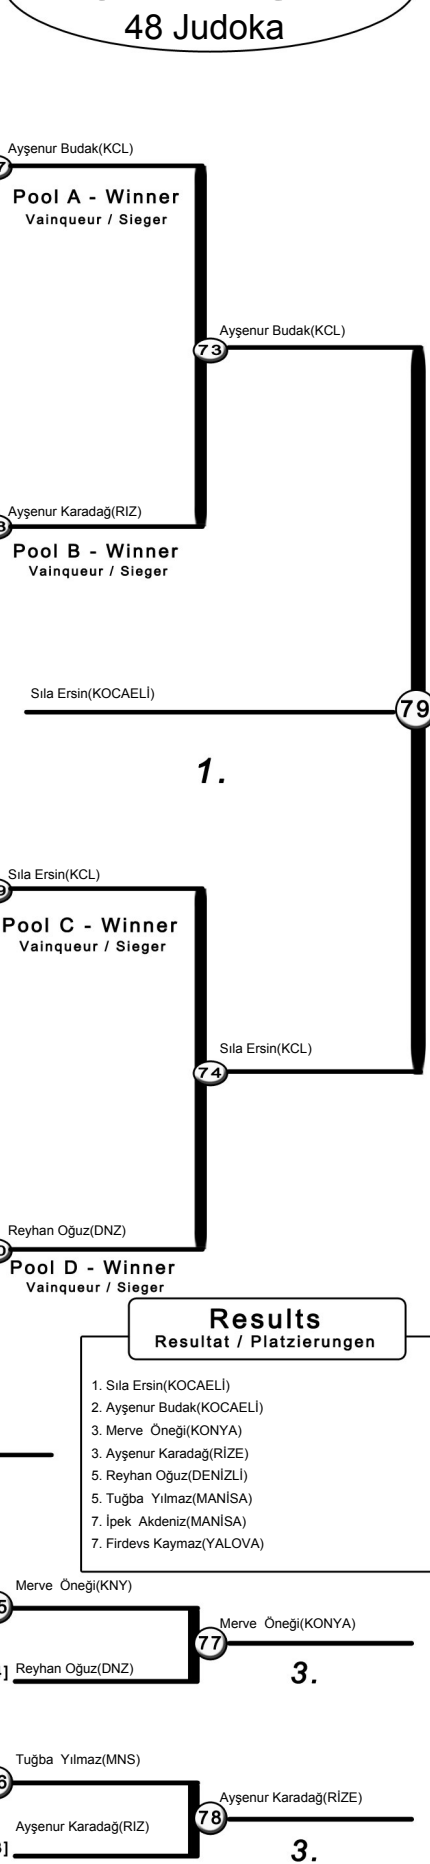 48 Judoka
Ayşenur Budak(KCL)
Pool A - Winner
Vainqueur / Sieger
Ayşenur Budak(KCL)
73
Ayşenur Karadağ(RIZ)
Pool B - Winner
Vainqueur / Sieger
Sıla Ersin(KOCAELİ)
79
1.
Sıla Ersin(KCL)
Pool C - Winner
Vainqueur / Sieger
Sıla Ersin(KCL)
74
Reyhan Oğuz(DNZ)
Pool D - Winner
Vainqueur / Sieger
Results
Resultat / Platzierungen
1. Sıla Ersin(KOCAELİ)
2. Ayşenur Budak(KOCAELİ)
3. Merve Öneği(KONYA)
3. Ayşenur Karadağ(RİZE)
5. Reyhan Oğuz(DENİZLİ)
5. Tuğba Yılmaz(MANİSA)
7. İpek Akdeniz(MANİSA)
7. Firdevs Kaymaz(YALOVA)
Merve Öneği(KNY)
Merve Öneği(KONYA)
77
Reyhan Oğuz(DNZ)
3.
Tuğba Yılmaz(MNS)
Ayşenur Karadağ(RİZE)
78
Ayşenur Karadağ(RIZ)
3.